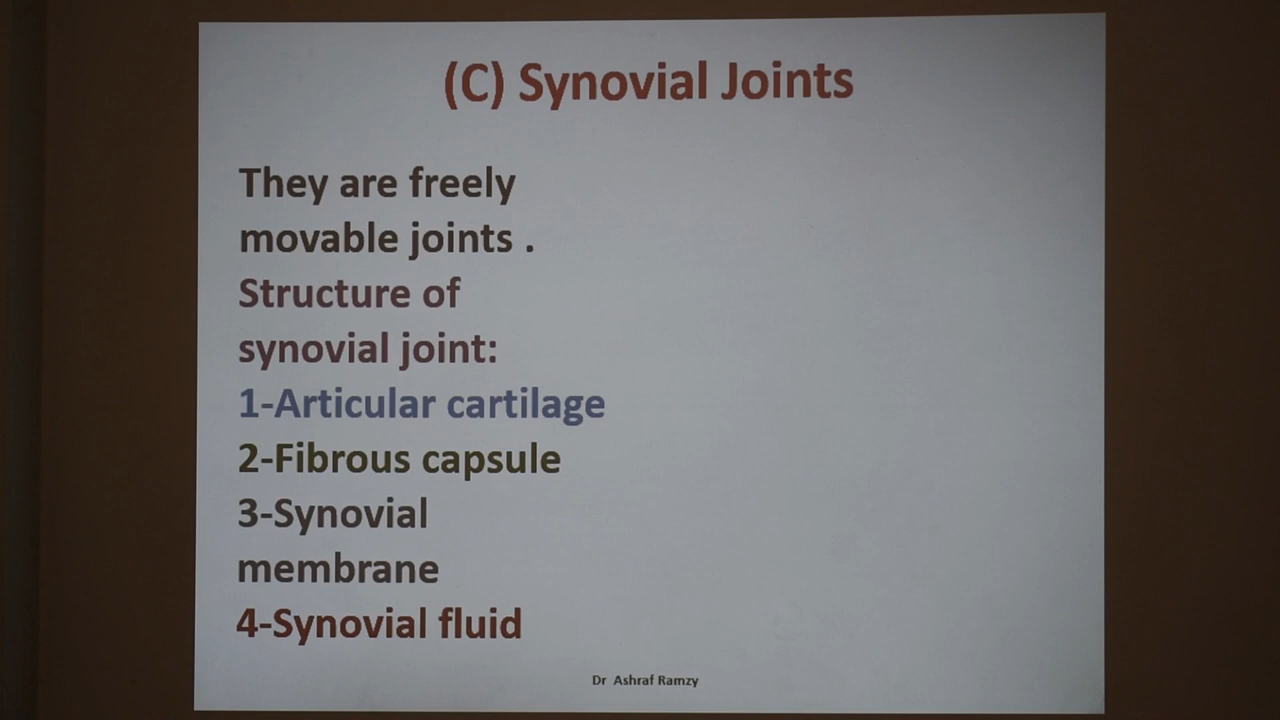 (C) Synovial Joints
They are freely
movable joints .
Structure of
synovial joint:
1-Articular cartilage
2-Fibrous capsule
3-Synovial
membrane
4-Synovial fluid
Dr Ashraf Ramzy